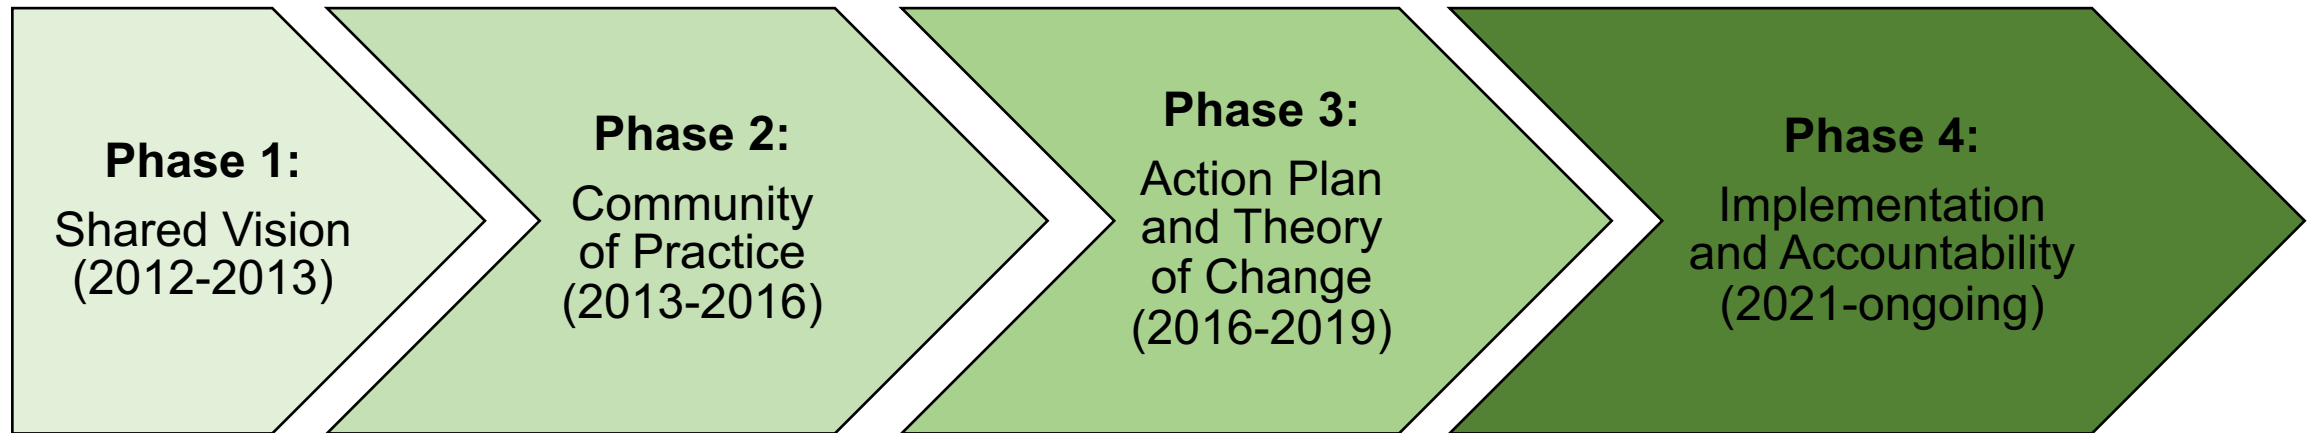 Phase 1:
Shared Vision
(2012-2013)
Phase 2:
Community
of Practice
(2013-2016)
Phase 3:
Action Plan
and Theory
of Change
(2016-2019)
Phase 4:
Implementation
and Accountability
(2021-ongoing)